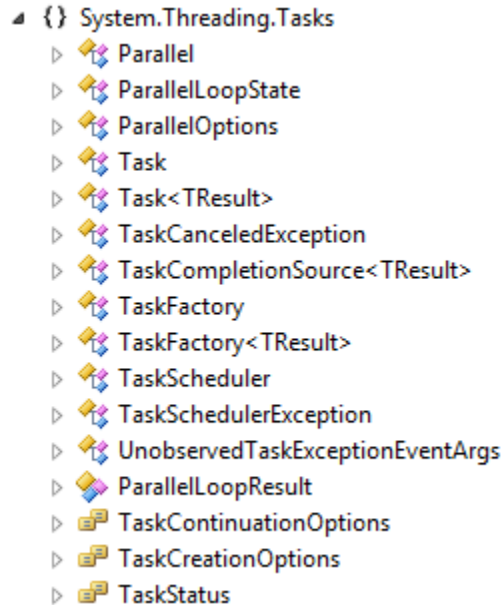 {} System.Threading.Tasks
Parallel
ParallelLoopState
ParallelOptions
Task
Task<TResult>
TaskCanceledException
TaskCompletionSource<TResult>
TaskFactory
TaskFactory<TResult>
TaskScheduler
TaskSchedulerException
UnobservedTaskExceptionEventArgs
ParallelLoopResult
TaskContinuationOptions
TaskCreationOptions
TaskStatus